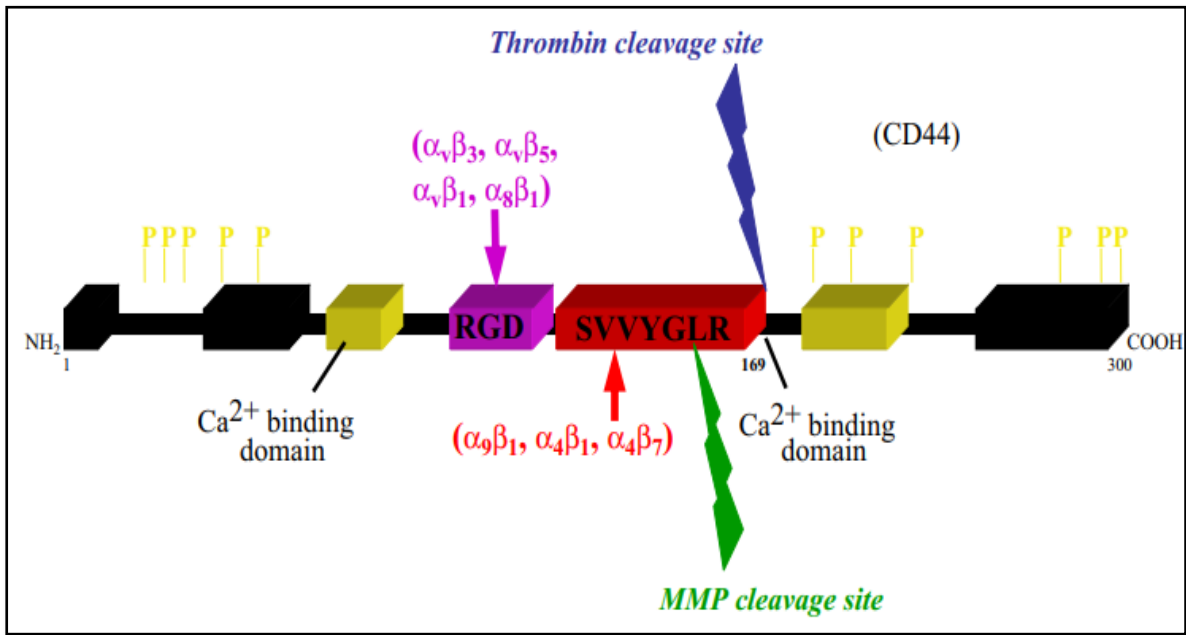 Thrombin cleavage site
(CD44)
(αvβ3, αvβ5,
αvβ1, α8β1)
P P P P P P P P P P P
RGD SVVYGLR
NH2 COOH
1 169 300
Ca2+ binding
domain
(α9β1, α4β1, α4β7)
Ca2+ binding
domain
MMP cleavage site